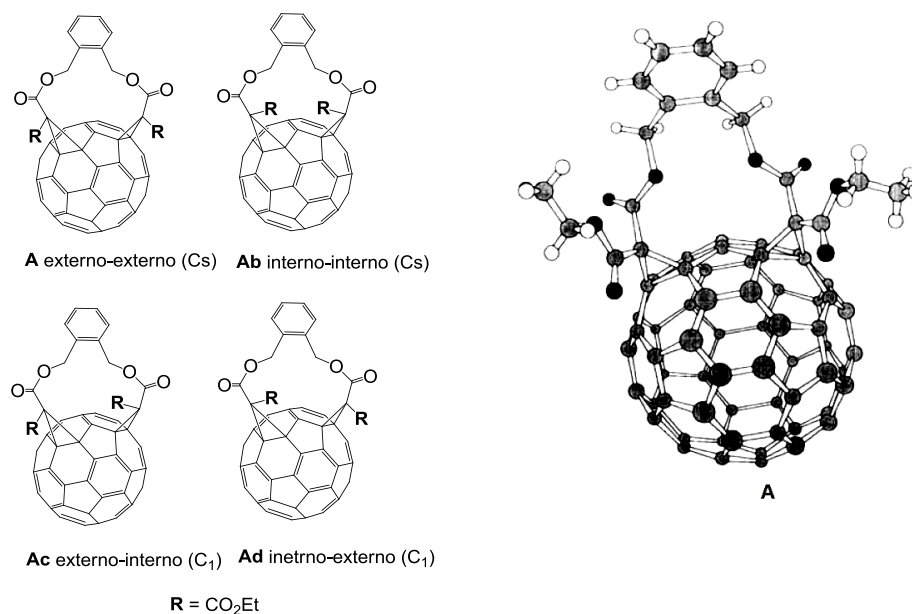 O O
O O
R R
A externo-externo (Cs)
O O
O O
R R
Ab interno-interno (Cs)
O O
O O
R R
Ac externo-interno (C1)
O O
O O
R R
Ad inetrno-externo (C1)
R = CO2Et
A